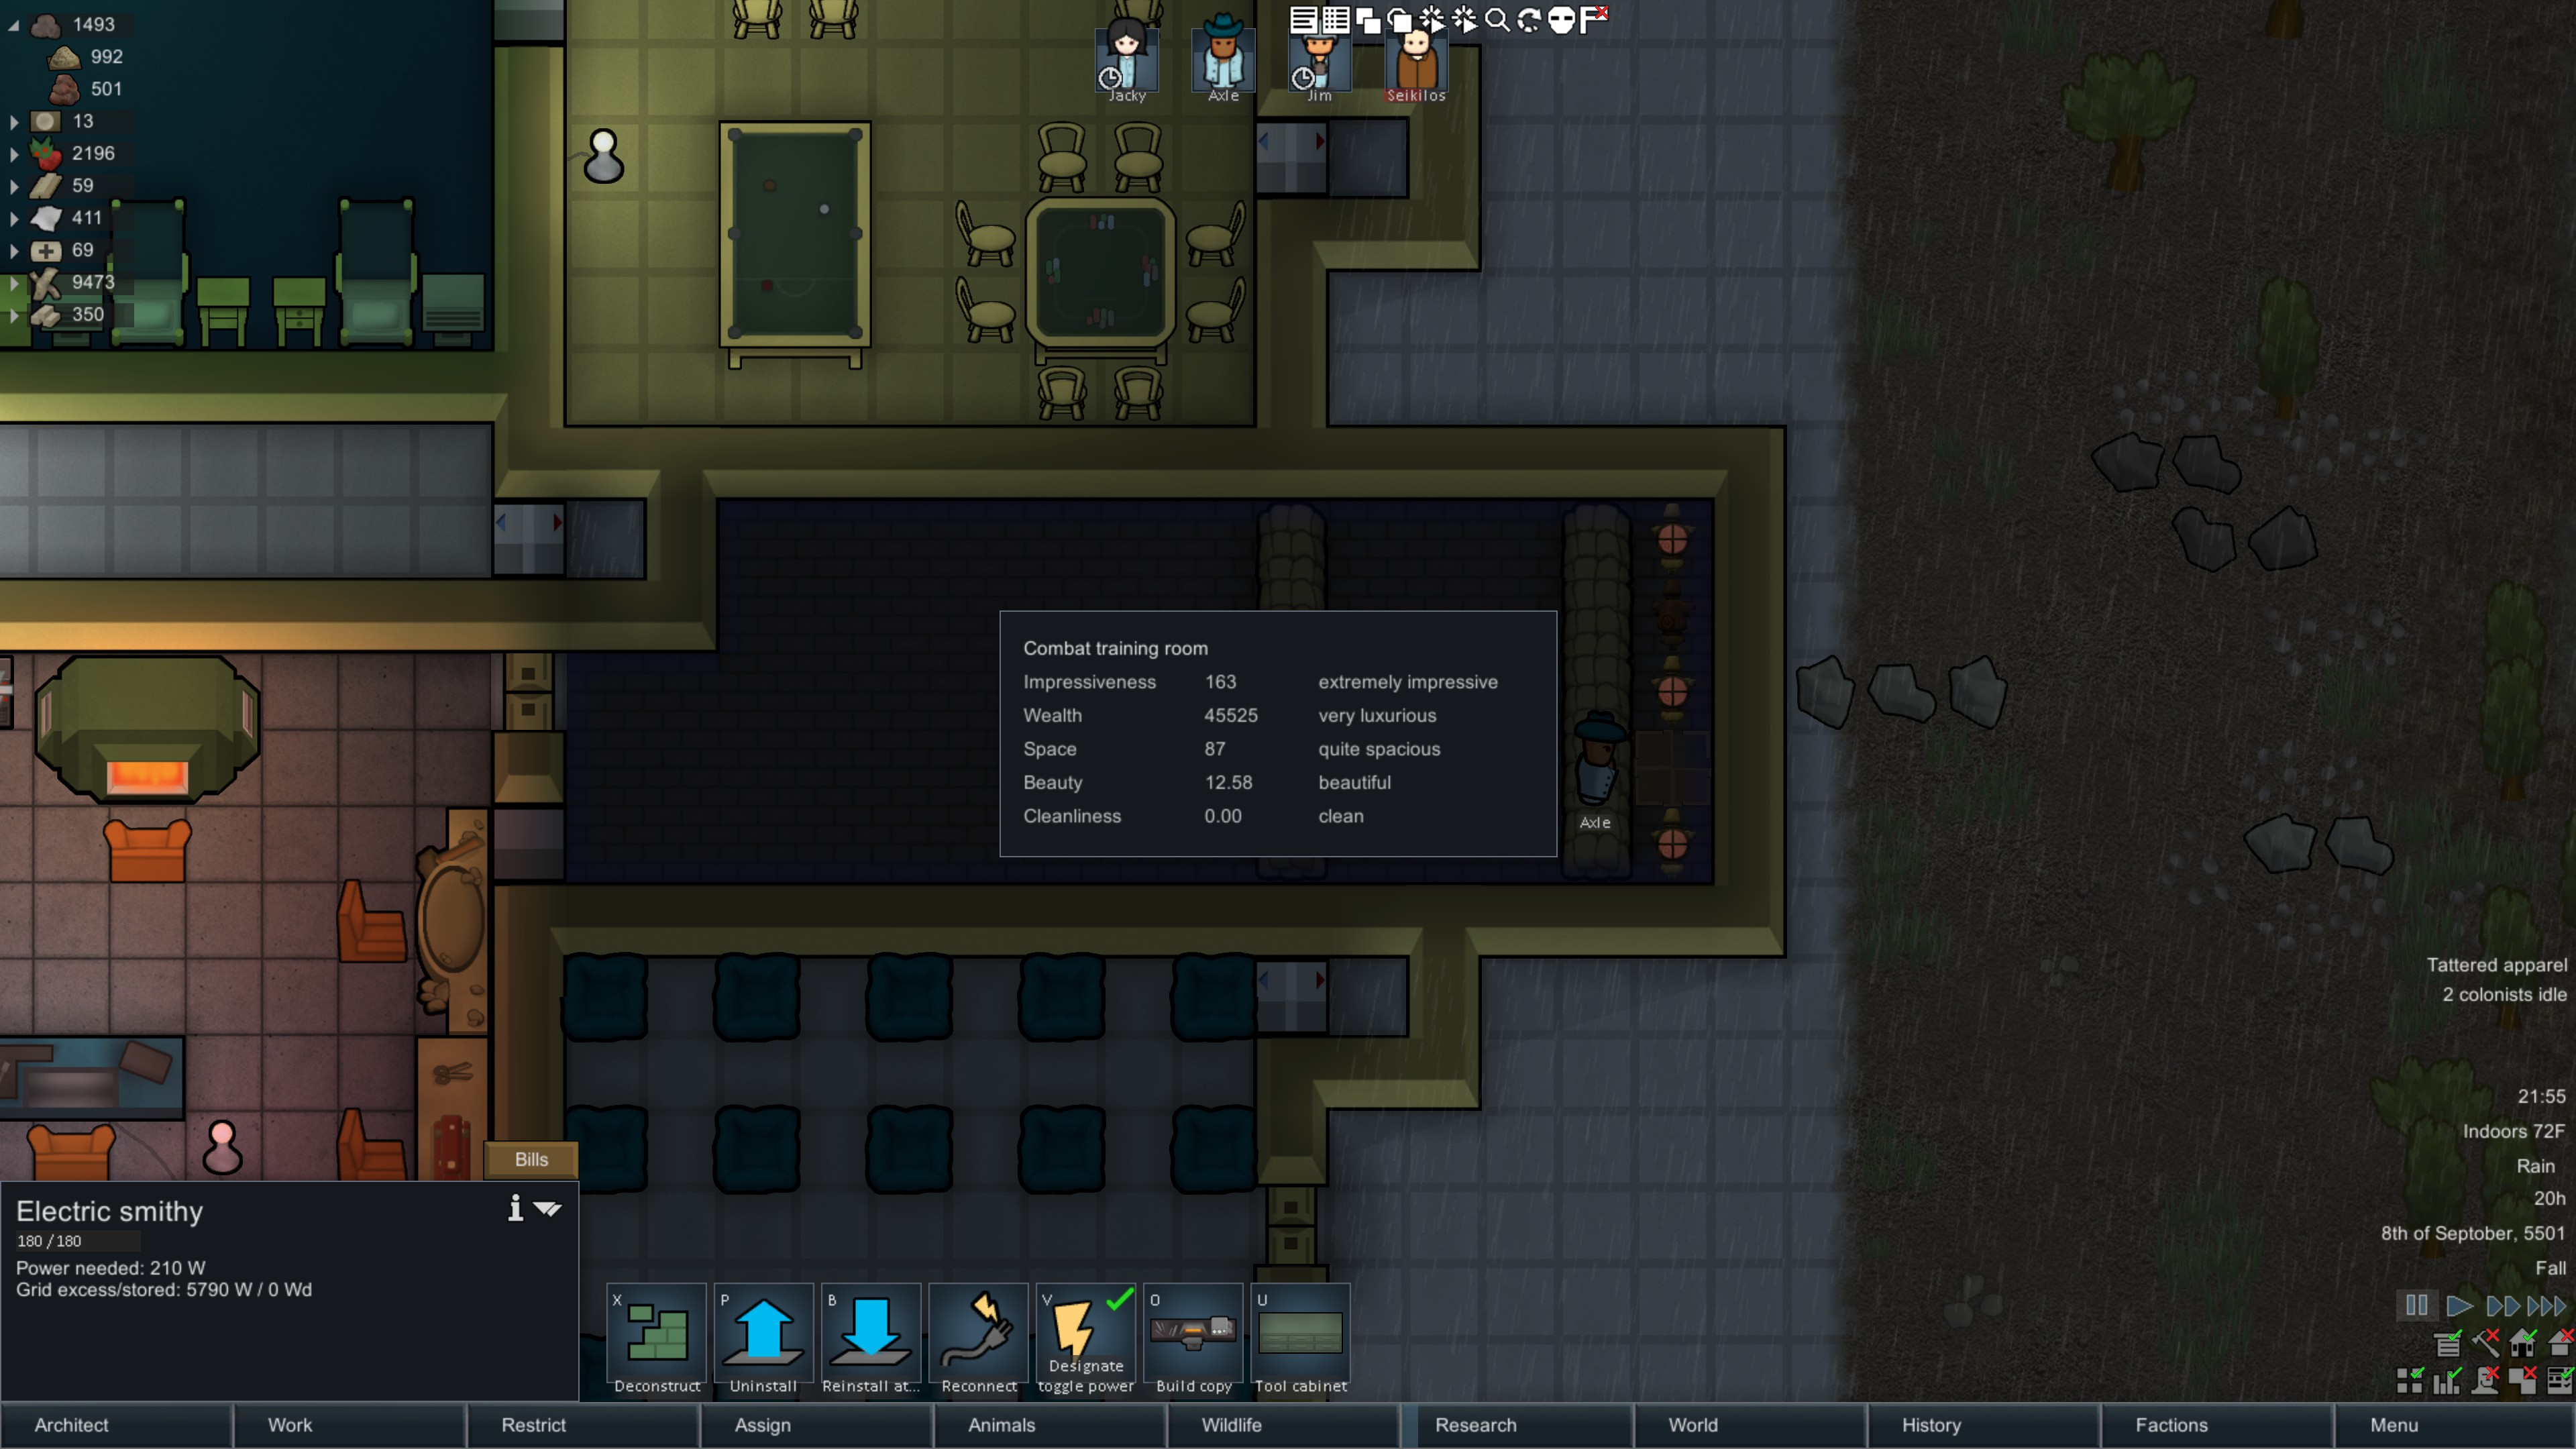 1493
992
501
13
2196
59
411
69
9473
350
Jacky
Axle
Jim
Seikilos
Combat training room
Impressiveness 163 extremely impressive
Wealth 45525 very luxurious
Space 87 quite spacious
Beauty 12.58 beautiful
Cleanliness 0.00 clean
Axle
Tattered apparel
2 colonists idle
21:55
Indoors 72F
Rain
20h
8th of Septober, 5501
Fall
Bills
Electric smithy
180 / 180
Power needed: 210 W
Grid excess/stored: 5790 W / 0 Wd
X
Deconstruct
P
Uninstall
B
Reinstall at...
Reconnect
V
Designate
toggle power
O
Build copy
U
Tool cabinet
Architect Work Restrict Assign Animals Wildlife Research World History Factions Menu